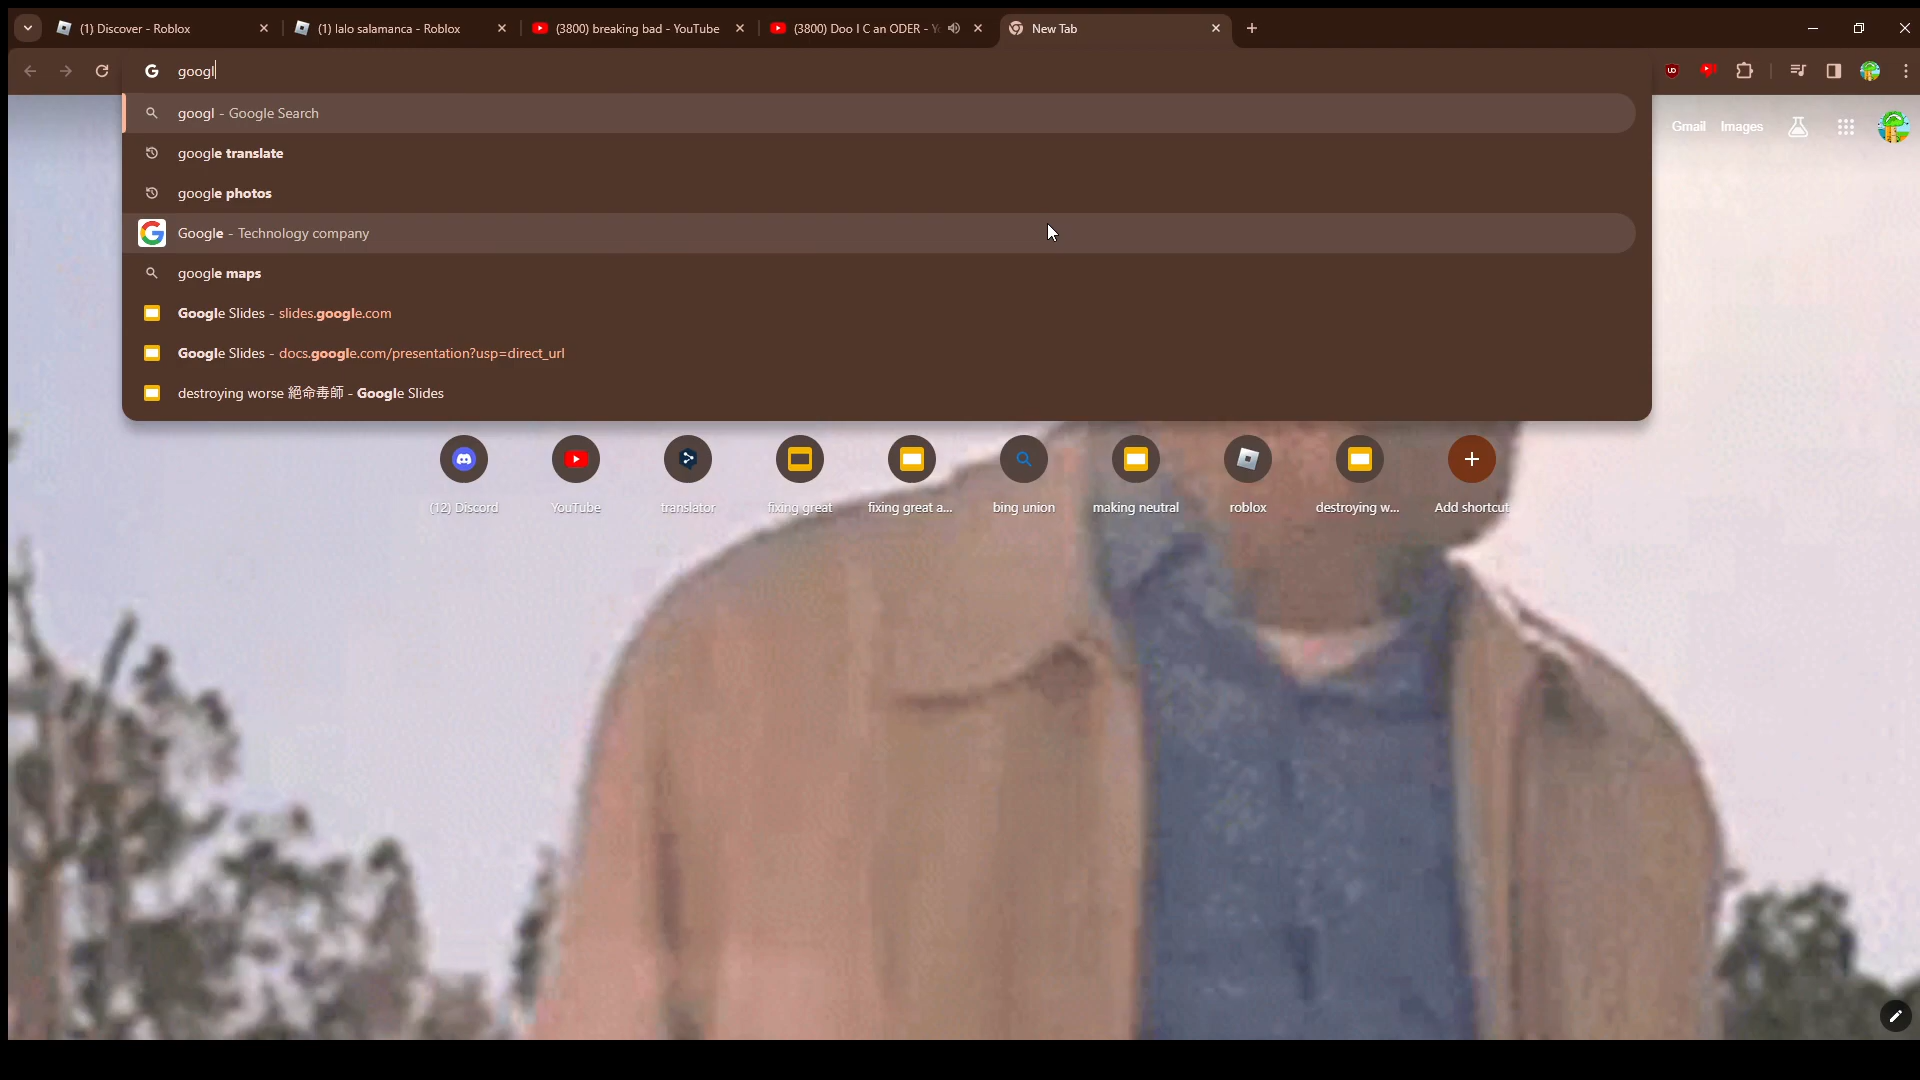 (1) Discover - Roblox
(1) lalo salamanca - Roblox
(3800) breaking bad - YouTube
(3800) Doo I C an ODER - Y
New Tab
googl
googl - Google Search
google translate
google photos
Google - Technology company
google maps
Google Slides - slides.google.com
Google Slides - docs.google.com/presentation?usp=direct_url
destroying worse 絕命毒師 - Google Slides
Gmail Images
(12) Discord
YouTube
translator
fixing great
fixing great a...
bing union
making neutral
roblox
destroying w...
Add shortcut